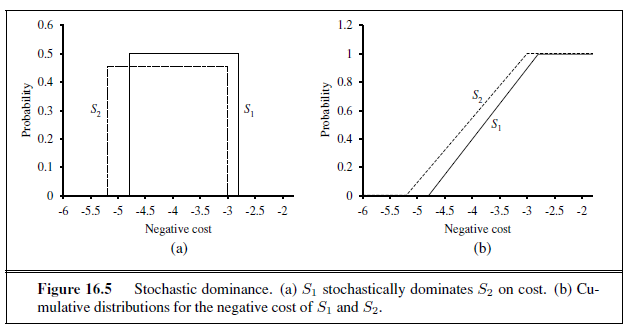 0.6
0.5
0.4
0.3
0.2
0.1
0
Probability
S2
S1
-6 -5.5 -5 -4.5 -4 -3.5 -3 -2.5 -2
Negative cost
(a)
1.2
1
0.8
0.6
0.4
0.2
0
Probability
S2
S1
-6 -5.5 -5 -4.5 -4 -3.5 -3 -2.5 -2
Negative cost
(b)
Figure 16.5 Stochastic dominance. (a) S1 stochastically dominates S2 on cost. (b) Cu-
mulative distributions for the negative cost of S1 and S2.